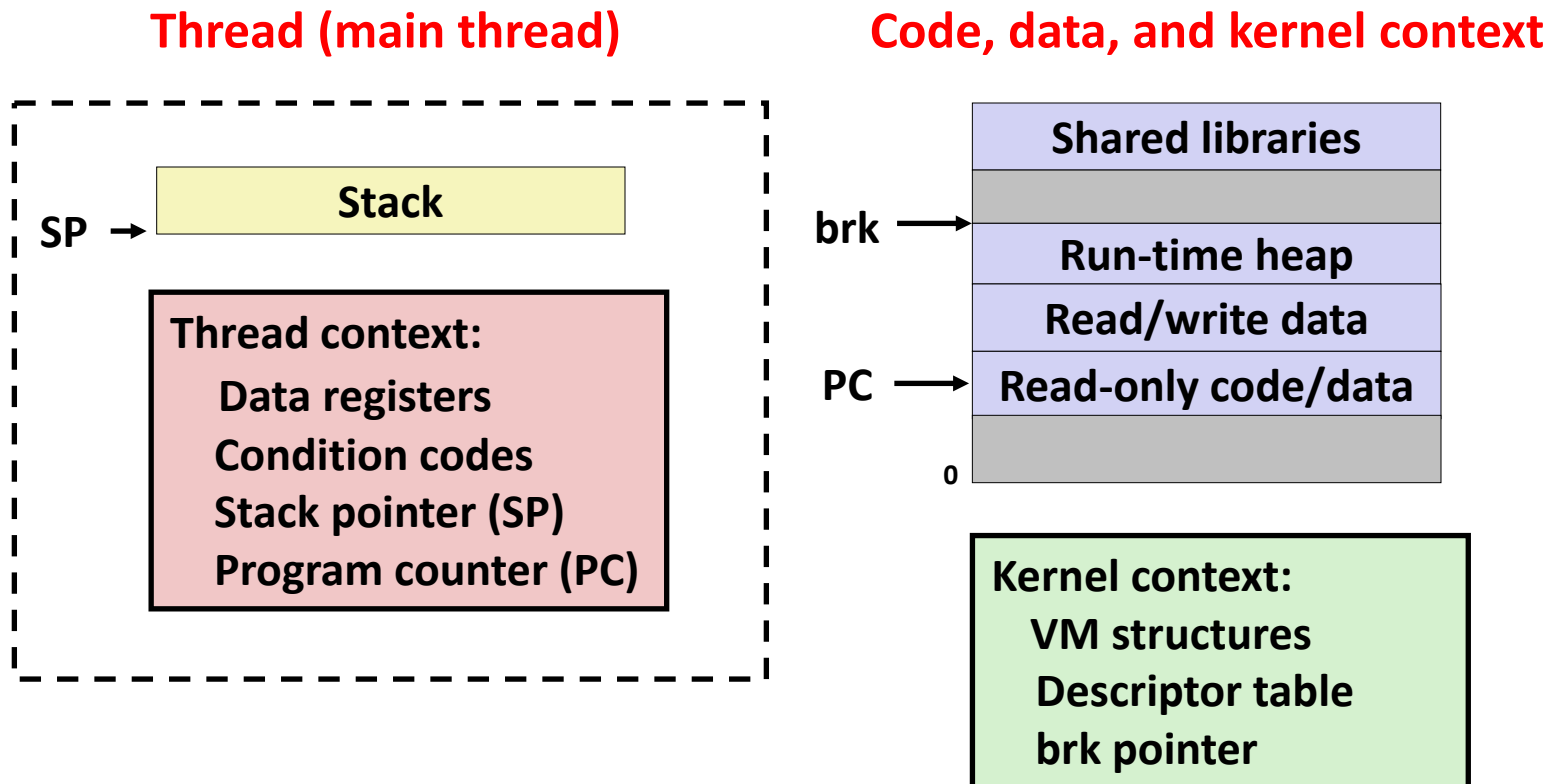 Thread (main thread)
Stack
SP
Thread context:
Data registers
Condition codes
Stack pointer (SP)
Program counter (PC)
Code, data, and kernel context
Shared libraries
brk
Run-time heap
Read/write data
PC
Read-only code/data
0
Kernel context:
VM structures
Descriptor table
brk pointer